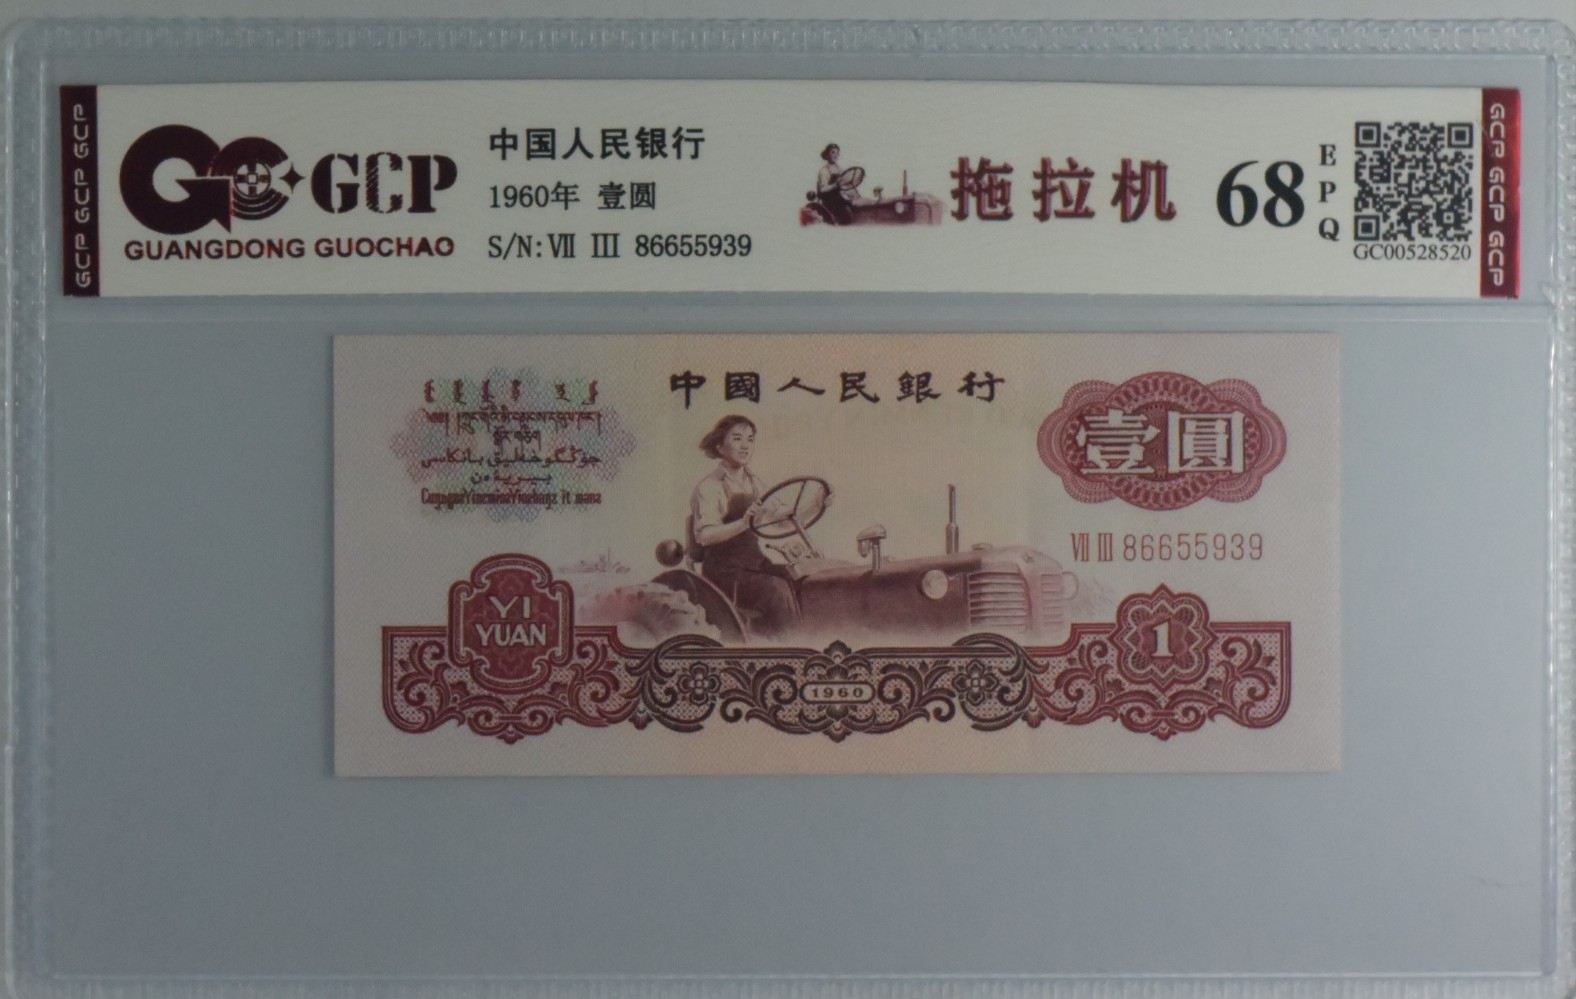 GCP GCP GCP
GC GCP
GUANGDONG GUOCHAO
中国人民银行
1960年 壹圆
S/N: Ⅶ Ⅲ 86655939
拖拉机
68
EPQ
GC00528520
GCP GCP GCP
中國人民銀行
壹圓
Ⅶ Ⅲ 86655939
YI
YUAN
1
1960